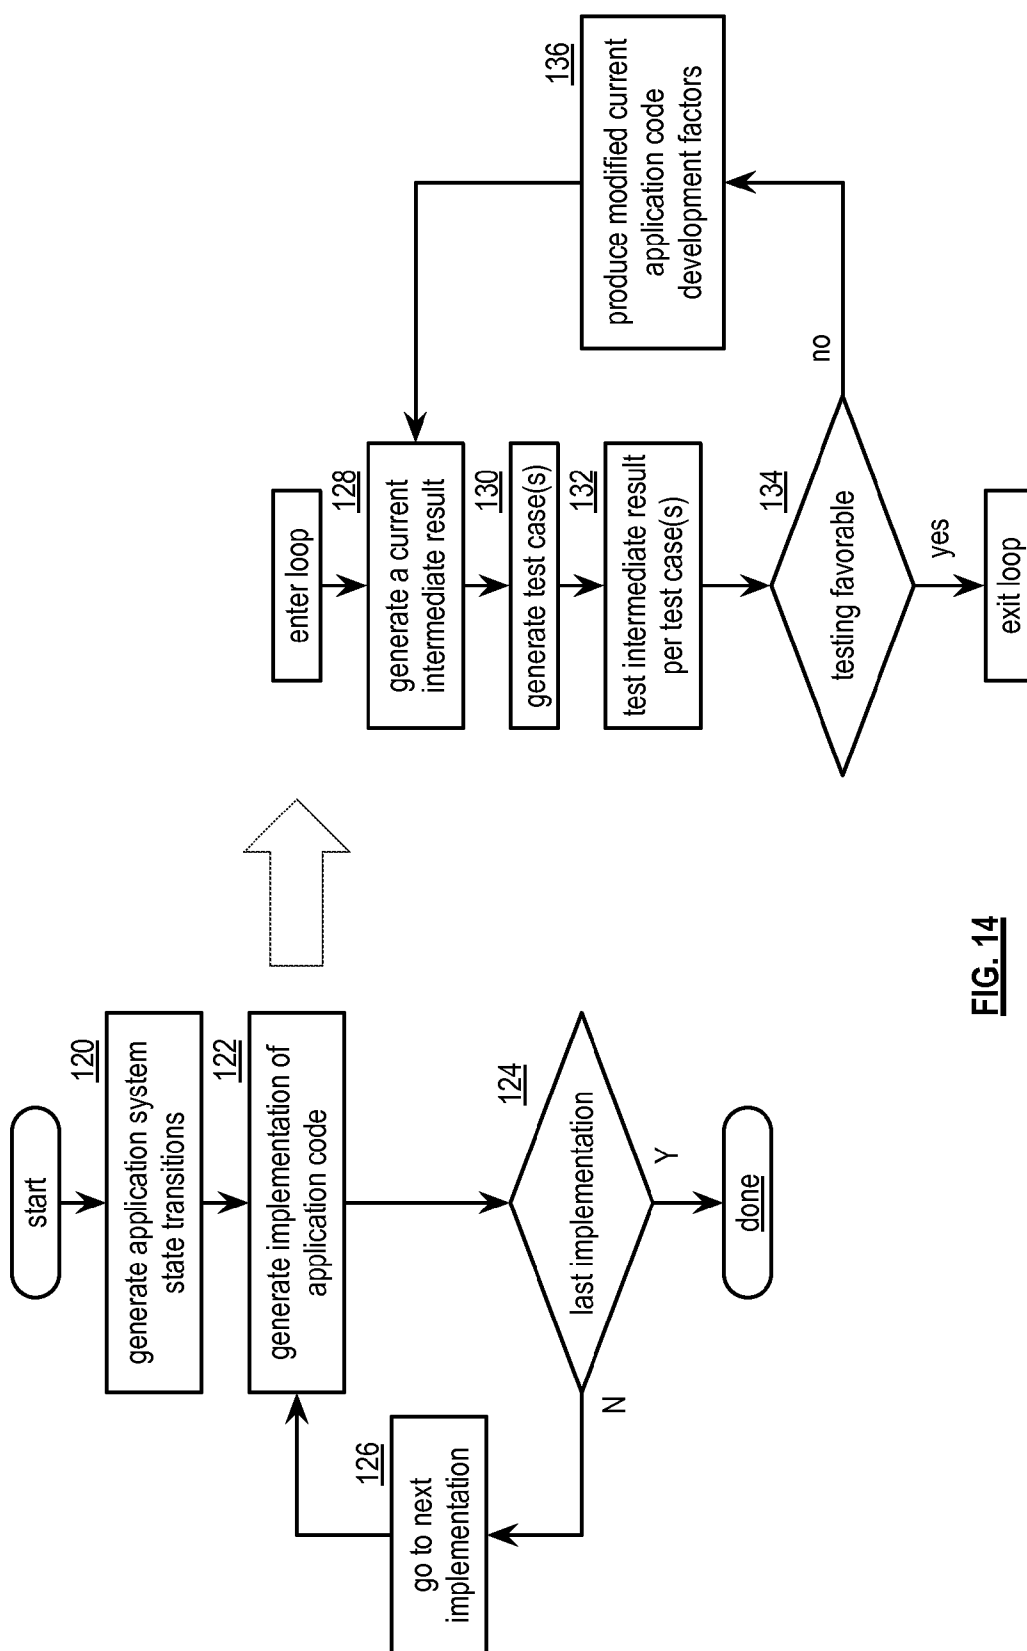 start
120
generate application system
state transitions
122
generate implementation of
application code
124
last implementation
N
Y
126
go to next
implementation
done
enter loop
128
generate a current
intermediate result
130
generate test case(s)
132
test intermediate result
per test case(s)
134
testing favorable
no
yes
136
produce modified current
application code
development factors
exit loop
FIG. 14